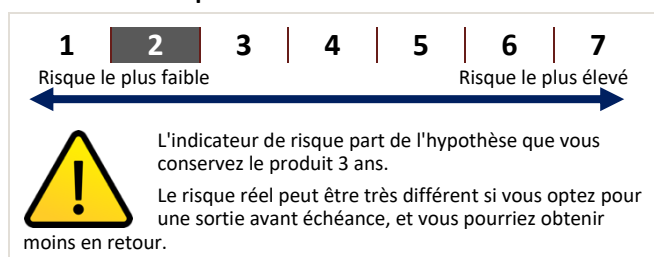 1 2 3 4 5 6 7
Risque le plus faible Risque le plus élevé
L'indicateur de risque part de l'hypothèse que vous
conservez le produit 3 ans.
Le risque réel peut être très différent si vous optez pour
une sortie avant échéance, et vous pourriez obtenir
moins en retour.